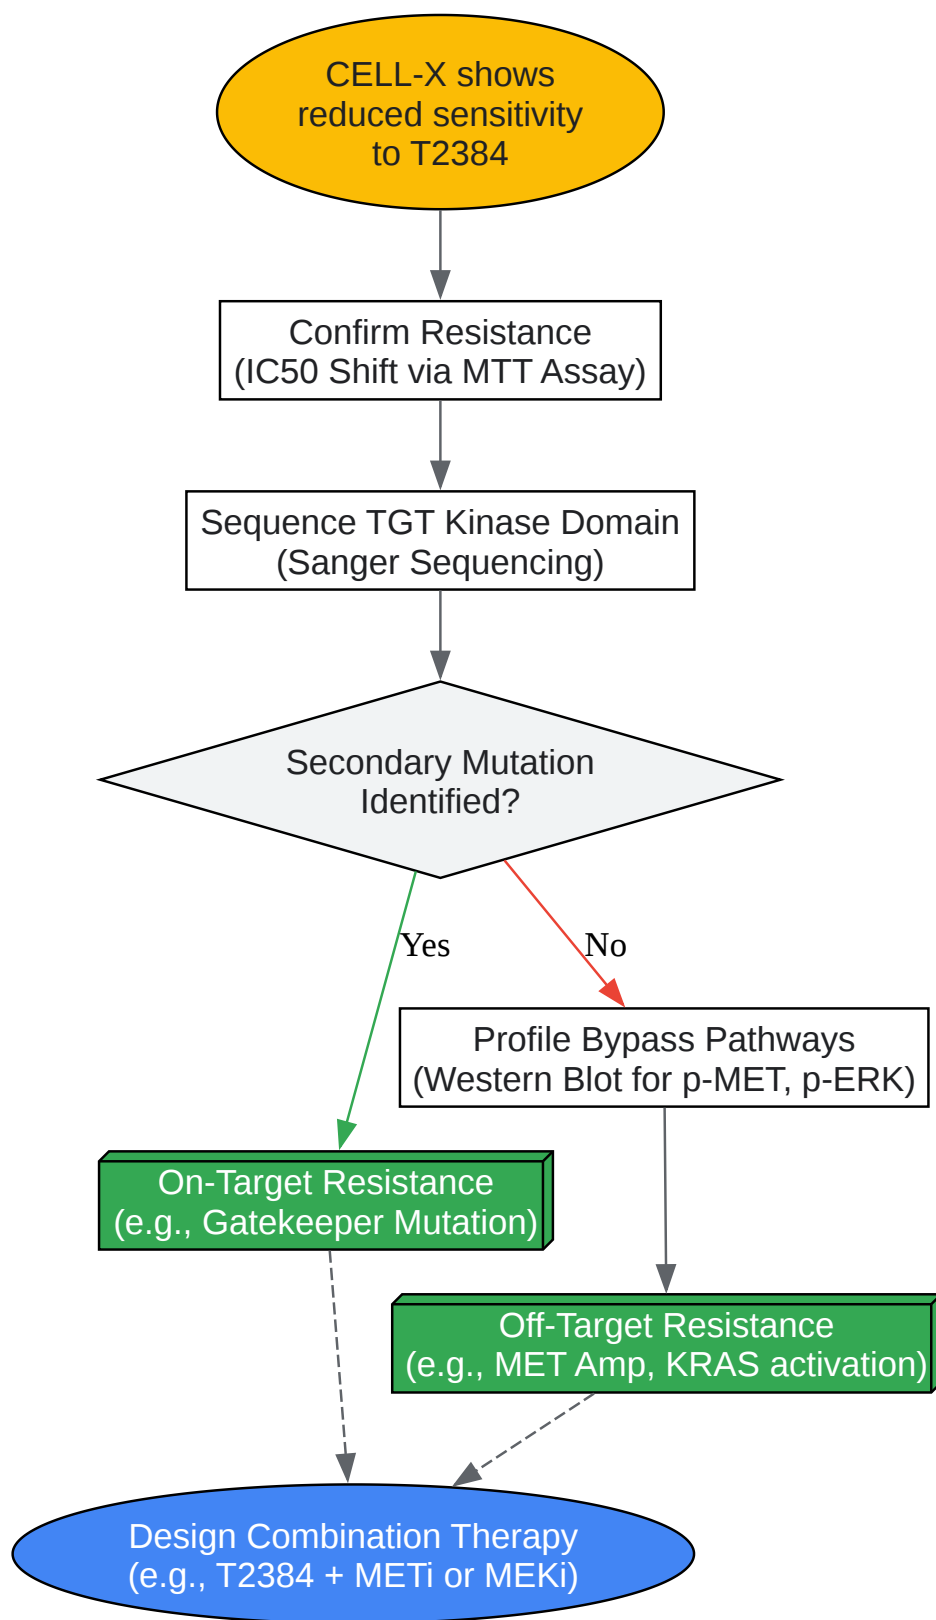 CELL-X shows
reduced sensitivity
to T2384
Confirm Resistance
(IC50 Shift via MTT Assay)
Sequence TGT Kinase Domain
(Sanger Sequencing)
Secondary Mutation
Identified?
Yes
No
Profile Bypass Pathways
(Western Blot for p-MET, p-ERK)
On-Target Resistance
(e.g., Gatekeeper Mutation)
Off-Target Resistance
(e.g., MET Amp, KRAS activation)
Design Combination Therapy
(e.g., T2384 + METi or MEKi)